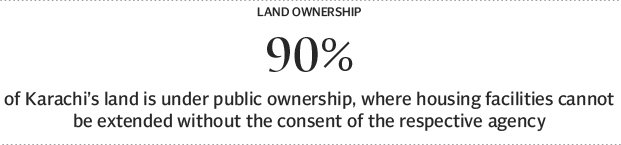 LAND OWNERSHIP
90%
of Karachi’s land is under public ownership, where housing facilities cannot
be extended without the consent of the respective agency